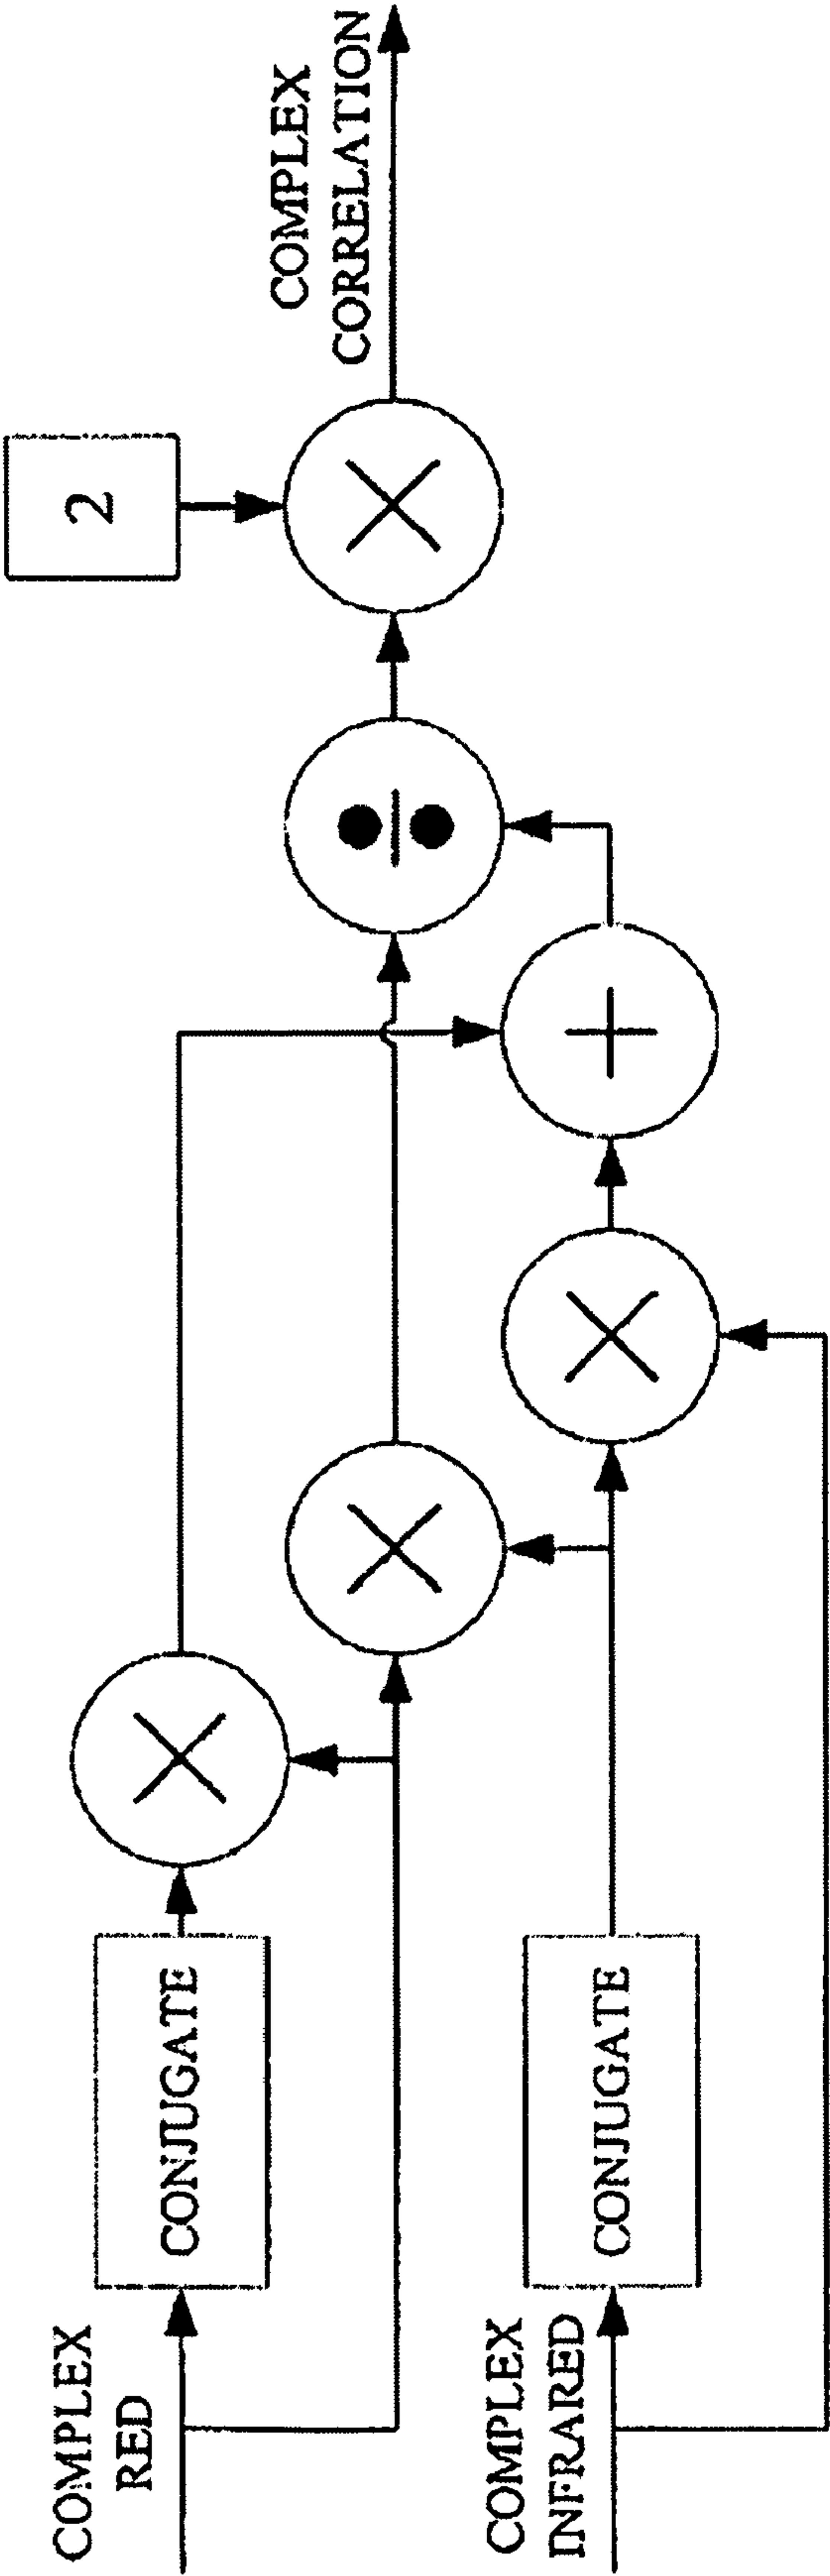 COMPLEX
RED
CONJUGATE
COMPLEX
INFRARED
CONJUGATE
2
COMPLEX
CORRELATION